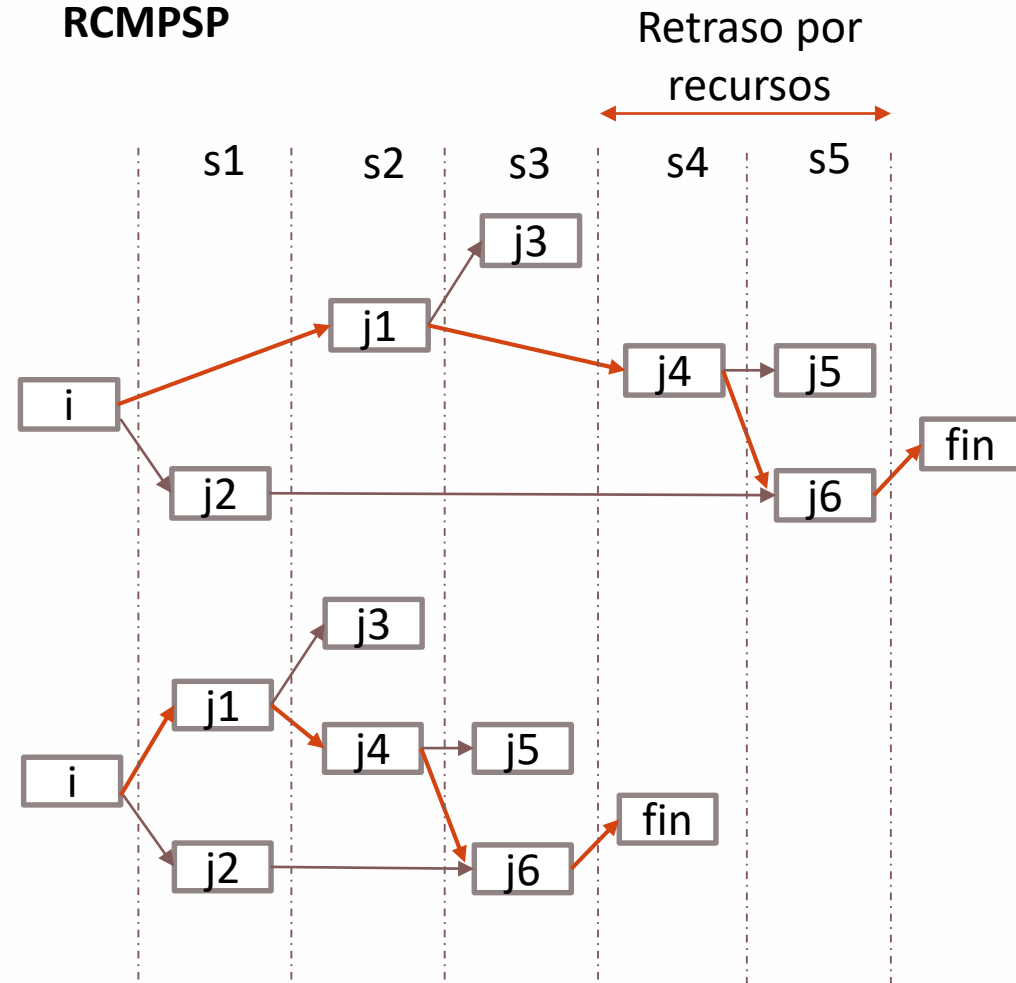 RCMPSP
Retraso por
recursos
s1 s2 s3 s4 s5
j3
j1
j4 j5
i
fin
j2
j6
j3
j1
j4 j5
i
fin
j2
j6